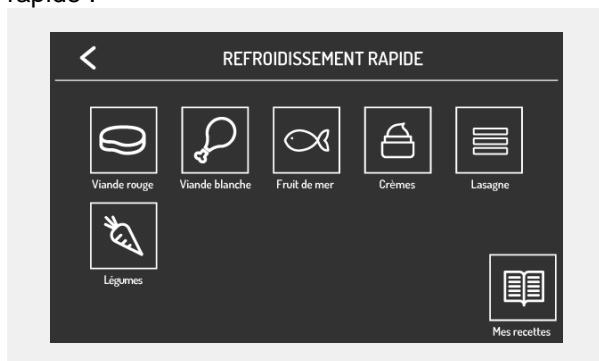 rapide :
REFROIDISSEMENT RAPIDE
Viande rouge Viande blanche Fruit de mer Crèmes Lasagne
Légumes
Mes recettes